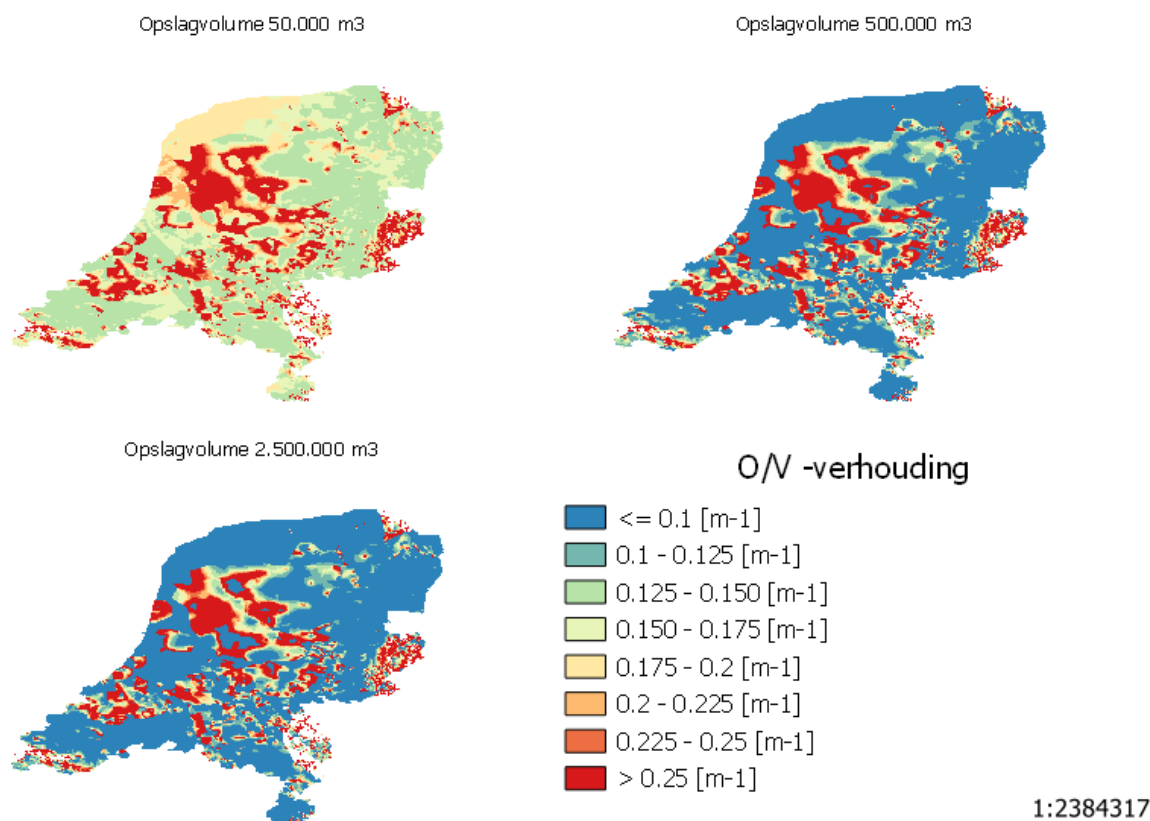 Opslagvolume 50.000 m3
Opslagvolume 500.000 m3
Opslagvolume 2.500.000 m3
O/V -verhouding
<= 0.1 [m-1]
0.1 - 0.125 [m-1]
0.125 - 0.150 [m-1]
0.150 - 0.175 [m-1]
0.175 - 0.2 [m-1]
0.2 - 0.225 [m-1]
0.225 - 0.25 [m-1]
> 0.25 [m-1]
1:2384317